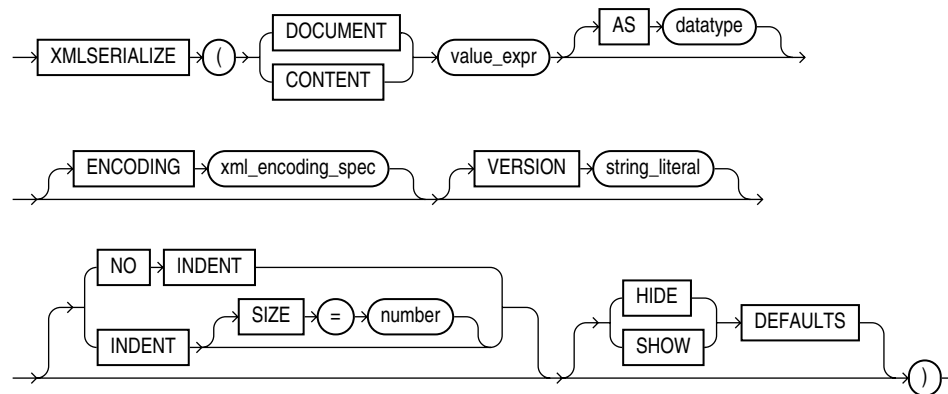 XMLSERIALIZE ( DOCUMENT CONTENT value_expr AS datatype
ENCODING xml_encoding_spec VERSION string_literal
NO INDENT
INDENT SIZE = number
HIDE SHOW DEFAULTS )